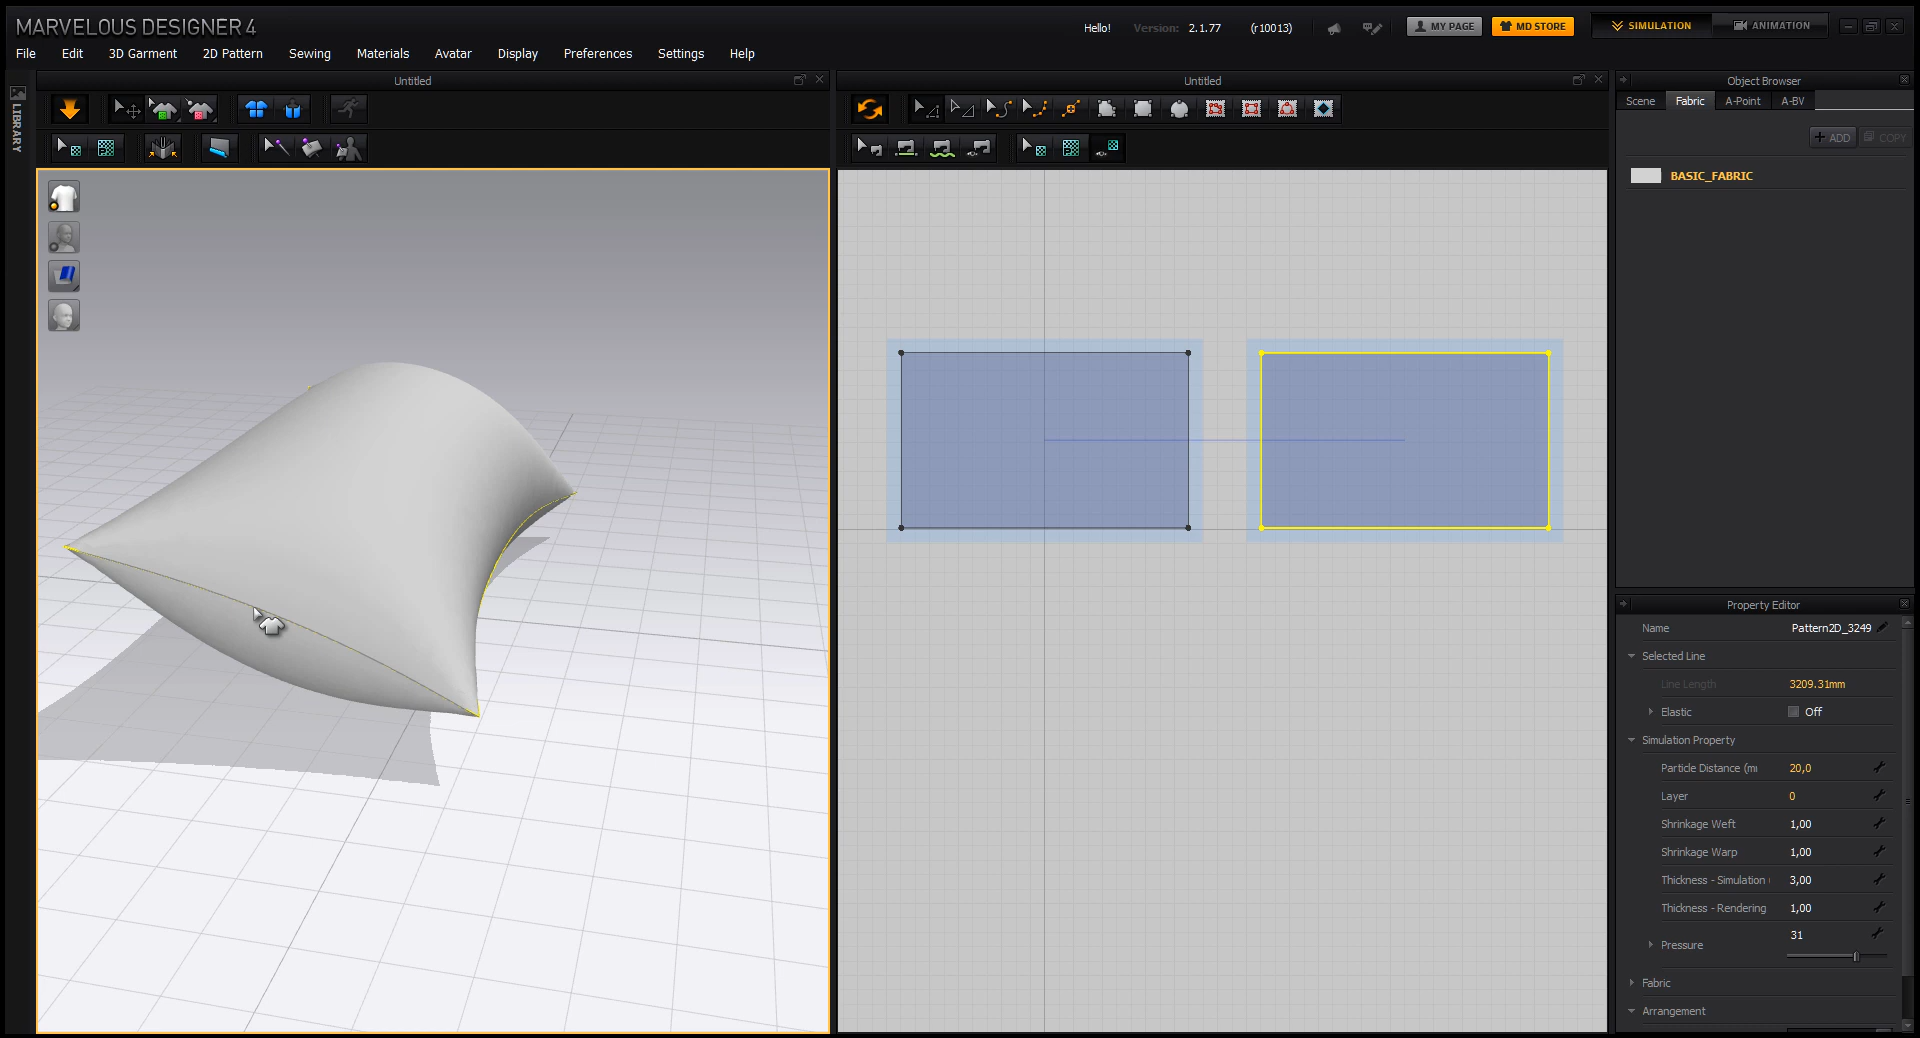 MARVELOUS DESIGNER 4
Hello! Version: 2.1.77 (r10013) MY PAGE MD STORE SIMULATION ANIMATION
File Edit 3D Garment 2D Pattern Sewing Materials Avatar Display Preferences Settings Help
Untitled
Untitled
LIBRARY
Object Browser
Scene Fabric A-Point A-BV
+ ADD COPY
BASIC_FABRIC
Property Editor
Name Pattern2D_3249
Selected Line
Line Length 3209.31mm
Elastic Off
Simulation Property
Particle Distance (m
20,0
Layer 0
Shrinkage Weft 1,00
Shrinkage Warp 1,00
Thickness - Simulation 3,00
Thickness - Rendering 1,00
Pressure 31
Fabric
Arrangement